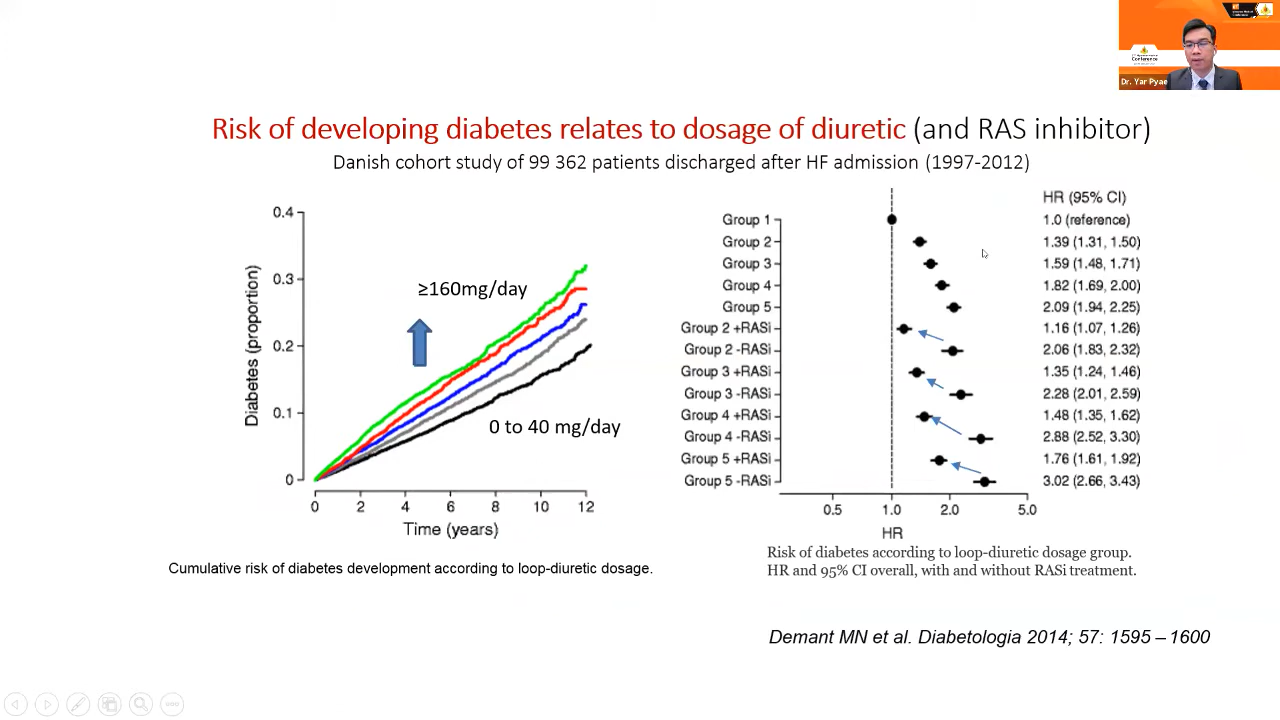 Conference
Dr. Yar Pyae
Risk of developing diabetes relates to dosage of diuretic (and RAS inhibitor)
Danish cohort study of 99 362 patients discharged after HF admission (1997-2012)
Diabetes (proportion)
0.4
0.3
0.2
0.1
0
≥160mg/day
0 to 40 mg/day
0 2 4 6 8 10 12
Time (years)
Cumulative risk of diabetes development according to loop-diuretic dosage.
HR (95% CI)
Group 1 1.0 (reference)
Group 2 1.39 (1.31, 1.50)
Group 3 1.59 (1.48, 1.71)
Group 4 1.82 (1.69, 2.00)
Group 5 2.09 (1.94, 2.25)
Group 2 +RASi 1.16 (1.07, 1.26)
Group 2 -RASi 2.06 (1.83, 2.32)
Group 3 +RASi 1.35 (1.24, 1.46)
Group 3 -RASi 2.28 (2.01, 2.59)
Group 4 +RASi 1.48 (1.35, 1.62)
Group 4 -RASi 2.88 (2.52, 3.30)
Group 5 +RASi 1.76 (1.61, 1.92)
Group 5 -RASi 3.02 (2.66, 3.43)
0.5 1.0 2.0 5.0
HR
Risk of diabetes according to loop-diuretic dosage group.
HR and 95% CI overall, with and without RASi treatment.
Demant MN et al. Diabetologia 2014; 57: 1595 – 1600